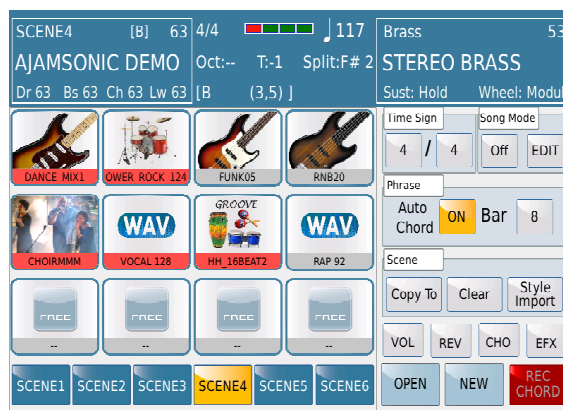 SCENE4 [B] 63
AJAMSONIC DEMO
Dr 63 Bs 63 Ch 63 Lw 63
4/4 117
Oct:-- T:-1 Split:F# 2
[B (3,5) ]
Brass 53
STEREO BRASS
Sust: Hold Wheel: Modul
DANCE MIX1
OWER ROCK 124
FUNK05
RNB20
CHOIRMMM
WAV
VOCAL 128
GROOVE
HH_16BEAT2
WAV
RAP 92
FREE
--
FREE
--
FREE
--
FREE
--
SCENE1 SCENE2 SCENE3 SCENE4 SCENE5 SCENE6
Time Sign
4 / 4
Song Mode
Off EDIT
Phrase
Auto
Chord
ON Bar 8
Scene
Copy To Clear Style
Import
VOL REV CHO EFX
OPEN NEW REC
CHORD